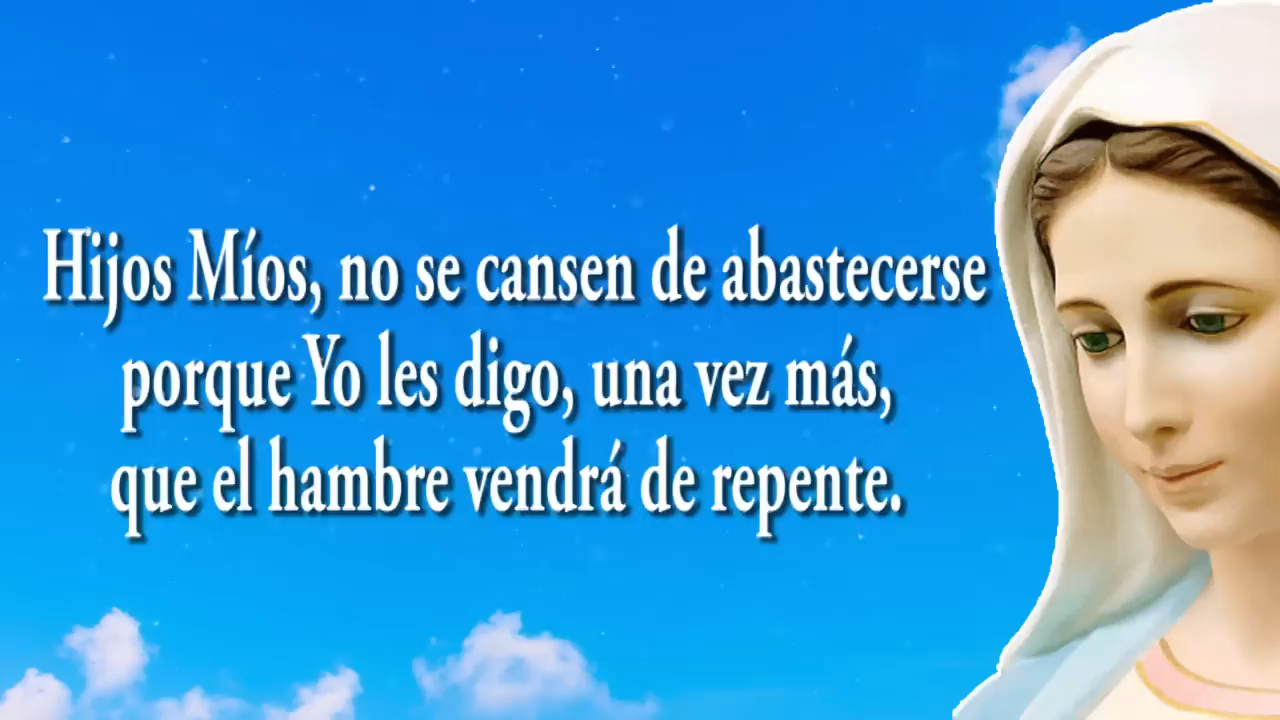 Hijos Míos, no se cansen de abastecerse
porque Yo les digo, una vez más,
que el hambre vendrá de repente.